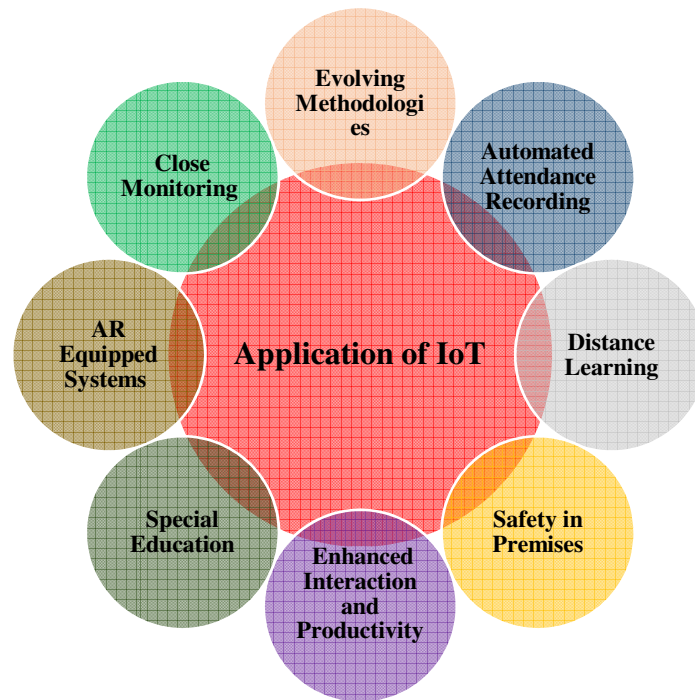 Evolving
Methodologi
es
Automated
Attendance
Recording
Close
Monitoring
AR
Equipped
Systems
Application of IoT
Distance
Learning
Special
Education
Safety in
Premises
Enhanced
Interaction
and
Productivity